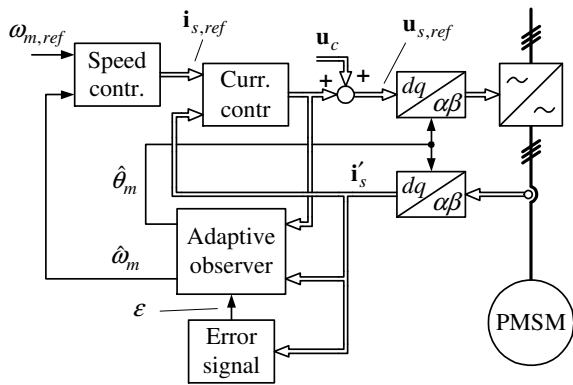 i_{s,ref}
ω_{m,ref}
Speed
contr.
Curr.
contr
u_c
+ +
u_{s,ref}
dq
αβ
~
~
θ̂_m
i′_s
dq
αβ
ω̂_m
Adaptive
observer
ε
Error
signal
PMSM